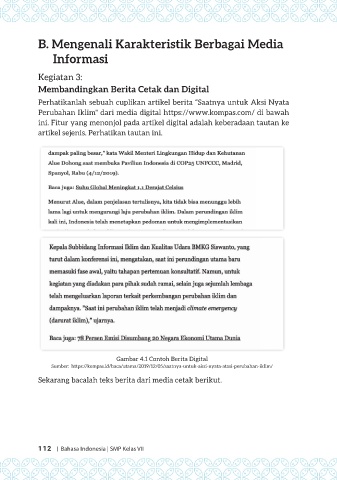 B. Mengenali Karakteristik Berbagai Media
Informasi
Kegiatan 3:
Membandingkan Berita Cetak dan Digital
Perhatikanlah sebuah cuplikan artikel berita "Saatnya untuk Aksi Nyata
Perubahan Iklim" dari media digital https://www.kompas.com/ di bawah
ini. Fitur yang menonjol pada artikel digital adalah keberadaan tautan ke
artikel sejenis. Perhatikan tautan ini.
dampak paling besar," kata Wakil Menteri Lingkungan Hidup dan Kehutanan
Alue Dohong saat membuka Paviliun Indonesia di COP25 UNFCCC, Madrid,
Spanyol, Rabu (4/12/2019).
Baca juga: Suhu Global Meningkat 1,1 Derajat Celsius
Menurut Alue, dalam penjelasan tertulisnya, kita tidak bisa menunggu lebih
lama lagi untuk mengurangi laju perubahan iklim. Dalam perundingan iklim
kali ini, Indonesia telah menetapkan pedoman untuk mengimplementasikan
Kepala Subbidang Informasi Iklim dan Kualitas Udara BMKG Siswanto, yang
turut dalam konferensi ini, mengatakan, saat ini perundingan utama baru
memasuki fase awal, yaitu tahapan pertemuan konsultatif. Namun, untuk
kegiatan yang diadakan para pihak sudah ramai, selain juga sejumlah lembaga
telah mengeluarkan laporan terkait perkembangan perubahan iklim dan
dampaknya. "Saat ini perubahan iklim telah menjadi climate emergency
(darurat iklim)," ujarnya.
Baca juga: 78 Persen Emisi Disumbang 20 Negara Ekonomi Utama Dunia
Gambar 4.1 Contoh Berita Digital
Sumber: https://kompas.id/baca/utama/2019/12/05/saatnya-untuk-aksi-nyata-atasi-perubahan-iklim/
Sekarang bacalah teks berita dari media cetak berikut.
112 | Bahasa Indonesia | SMP Kelas VII